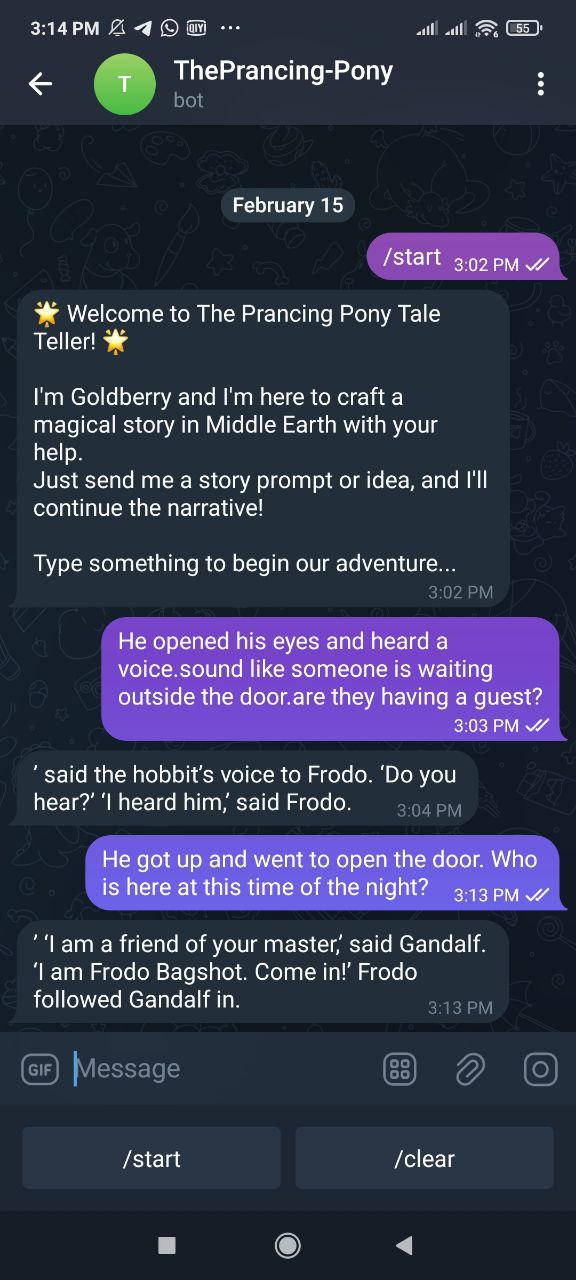 3:14 PM
QIY
55
T
ThePrancing-Pony
bot
February 15
/start 3:02 PM
🌟 Welcome to The Prancing Pony Tale
Teller! 🌟
I'm Goldberry and I'm here to craft a
magical story in Middle Earth with your
help.
Just send me a story prompt or idea, and I'll
continue the narrative!
Type something to begin our adventure...
3:02 PM
He opened his eyes and heard a
voice.sound like someone is waiting
outside the door.are they having a guest?
3:03 PM
’ said the hobbit’s voice to Frodo. ‘Do you
hear?’ ‘I heard him,’ said Frodo. 3:04 PM
He got up and went to open the door. Who
is here at this time of the night? 3:13 PM
’ ‘I am a friend of your master,’ said Gandalf.
‘I am Frodo Bagshot. Come in!’ Frodo
followed Gandalf in. 3:13 PM
GIF Message
/start /clear